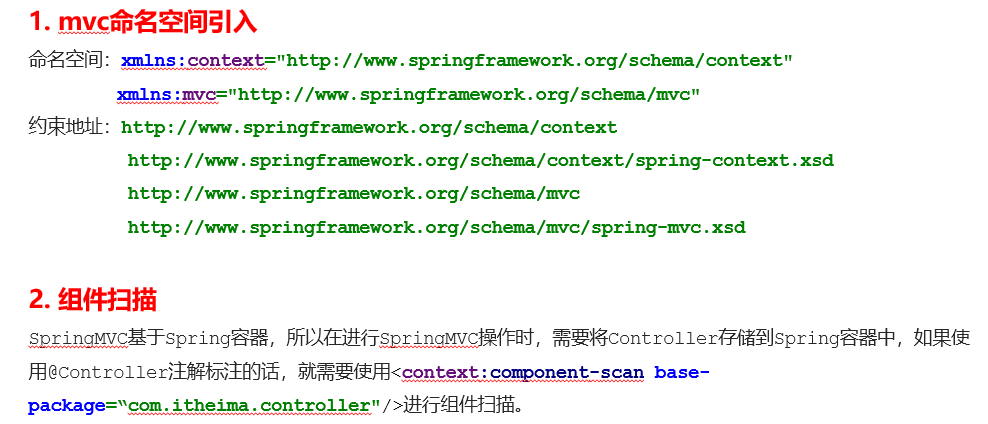 1. mvc命名空间引入
命名空间：xmlns:context="http://www.springframework.org/schema/context"
xmlns:mvc="http://www.springframework.org/schema/mvc"
约束地址：http://www.springframework.org/schema/context
http://www.springframework.org/schema/context/spring-context.xsd
http://www.springframework.org/schema/mvc
http://www.springframework.org/schema/mvc/spring-mvc.xsd
2. 组件扫描
SpringMVC基于Spring容器，所以在进行SpringMVC操作时，需要将Controller存储到Spring容器中，如果使
用@Controller注解标注的话，就需要使用<context:component-scan base-
package=“com.itheima.controller"/>进行组件扫描。